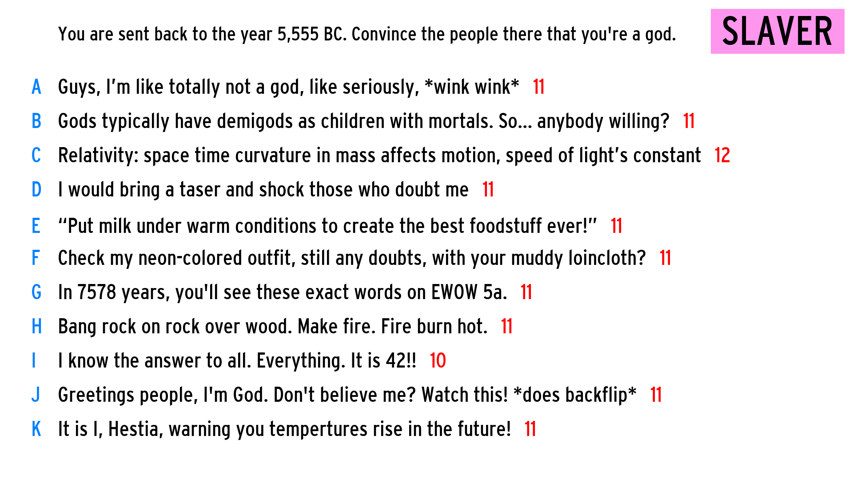 You are sent back to the year 5,555 BC. Convince the people there that you're a god.
SLAVER
A Guys, I’m like totally not a god, like seriously, *wink wink* 11
B Gods typically have demigods as children with mortals. So... anybody willing? 11
C Relativity: space time curvature in mass affects motion, speed of light’s constant 12
D I would bring a taser and shock those who doubt me 11
E “Put milk under warm conditions to create the best foodstuff ever!” 11
F Check my neon-colored outfit, still any doubts, with your muddy loincloth? 11
G In 7578 years, you'll see these exact words on EWOW 5a. 11
H Bang rock on rock over wood. Make fire. Fire burn hot. 11
I I know the answer to all. Everything. It is 42!! 10
J Greetings people, I'm God. Don't believe me? Watch this! *does backflip* 11
K It is I, Hestia, warning you tempertures rise in the future! 11